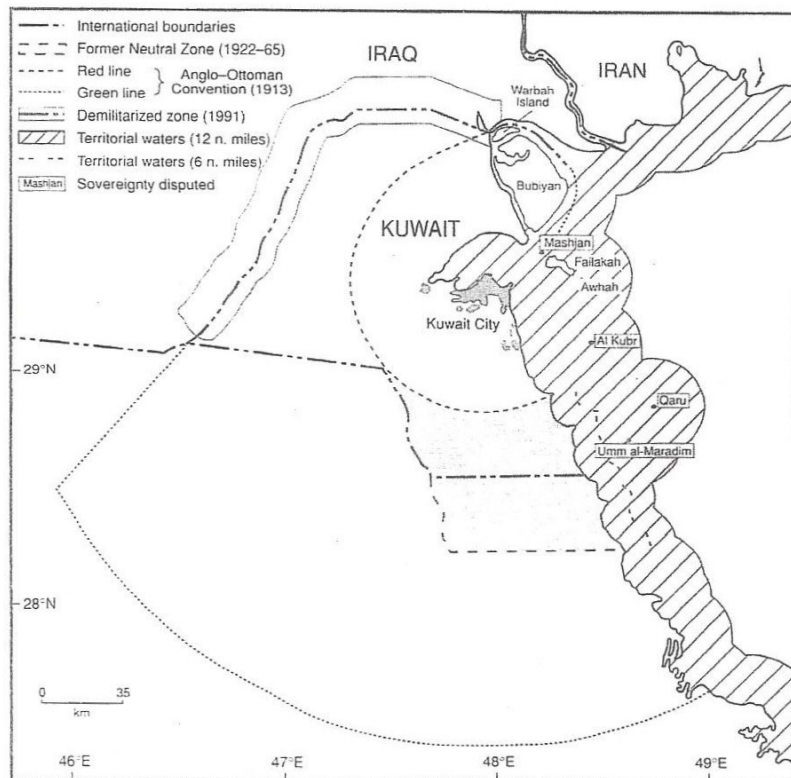 International boundaries
Former Neutral Zone (1922–65)
Red line
Green line
Anglo–Ottoman
Convention (1913)
Demilitarized zone (1991)
Territorial waters (12 n. miles)
Territorial waters (6 n. miles)
Mashjan Sovereignty disputed
IRAQ
IRAN
Warbah
Island
Bubiyan
KUWAIT
Mashjan
Failakah
Awhah
Kuwait City
Al Kubr
29°N
Qaru
Umm al-Maradim
28°N
0 35
km
46°E 47°E 48°E 49°E